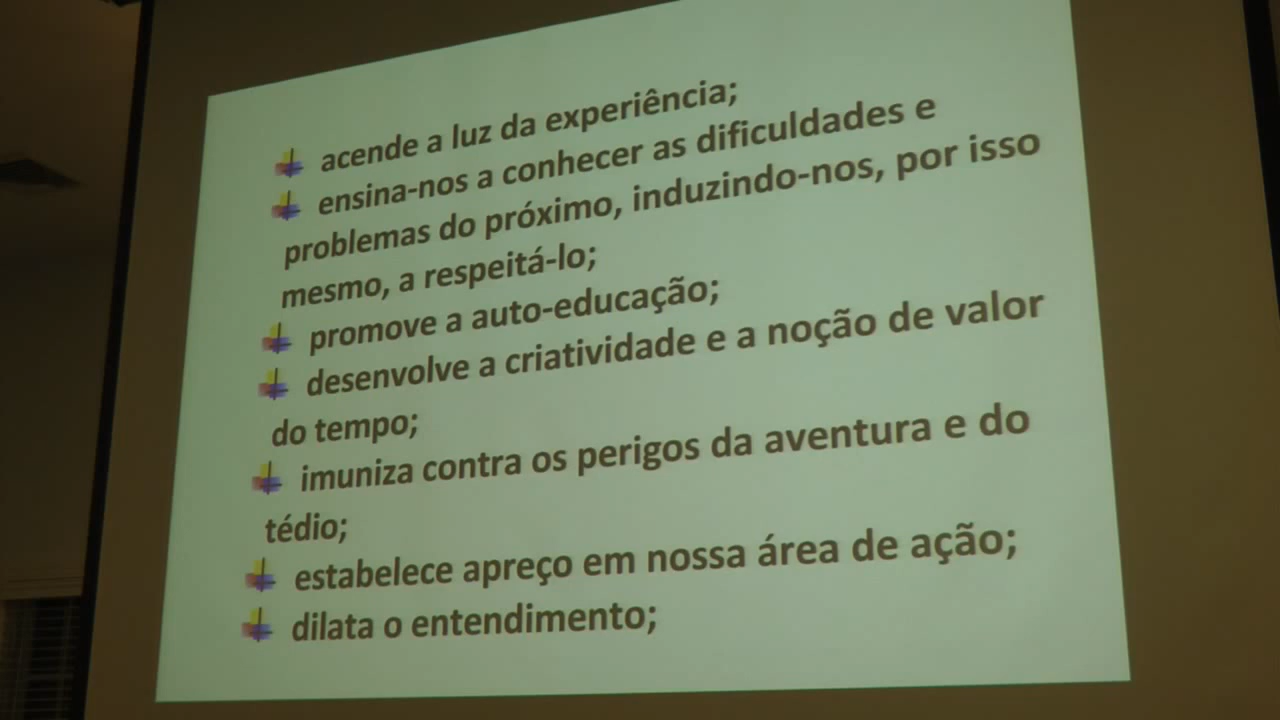 acende a luz da experiência;
ensina-nos a conhecer as dificuldades e
problemas do próximo, induzindo-nos, por isso
mesmo, a respeitá-lo;
promove a auto-educação;
desenvolve a criatividade e a noção de valor
do tempo;
imuniza contra os perigos da aventura e do
tédio;
estabelece apreço em nossa área de ação;
dilata o entendimento;